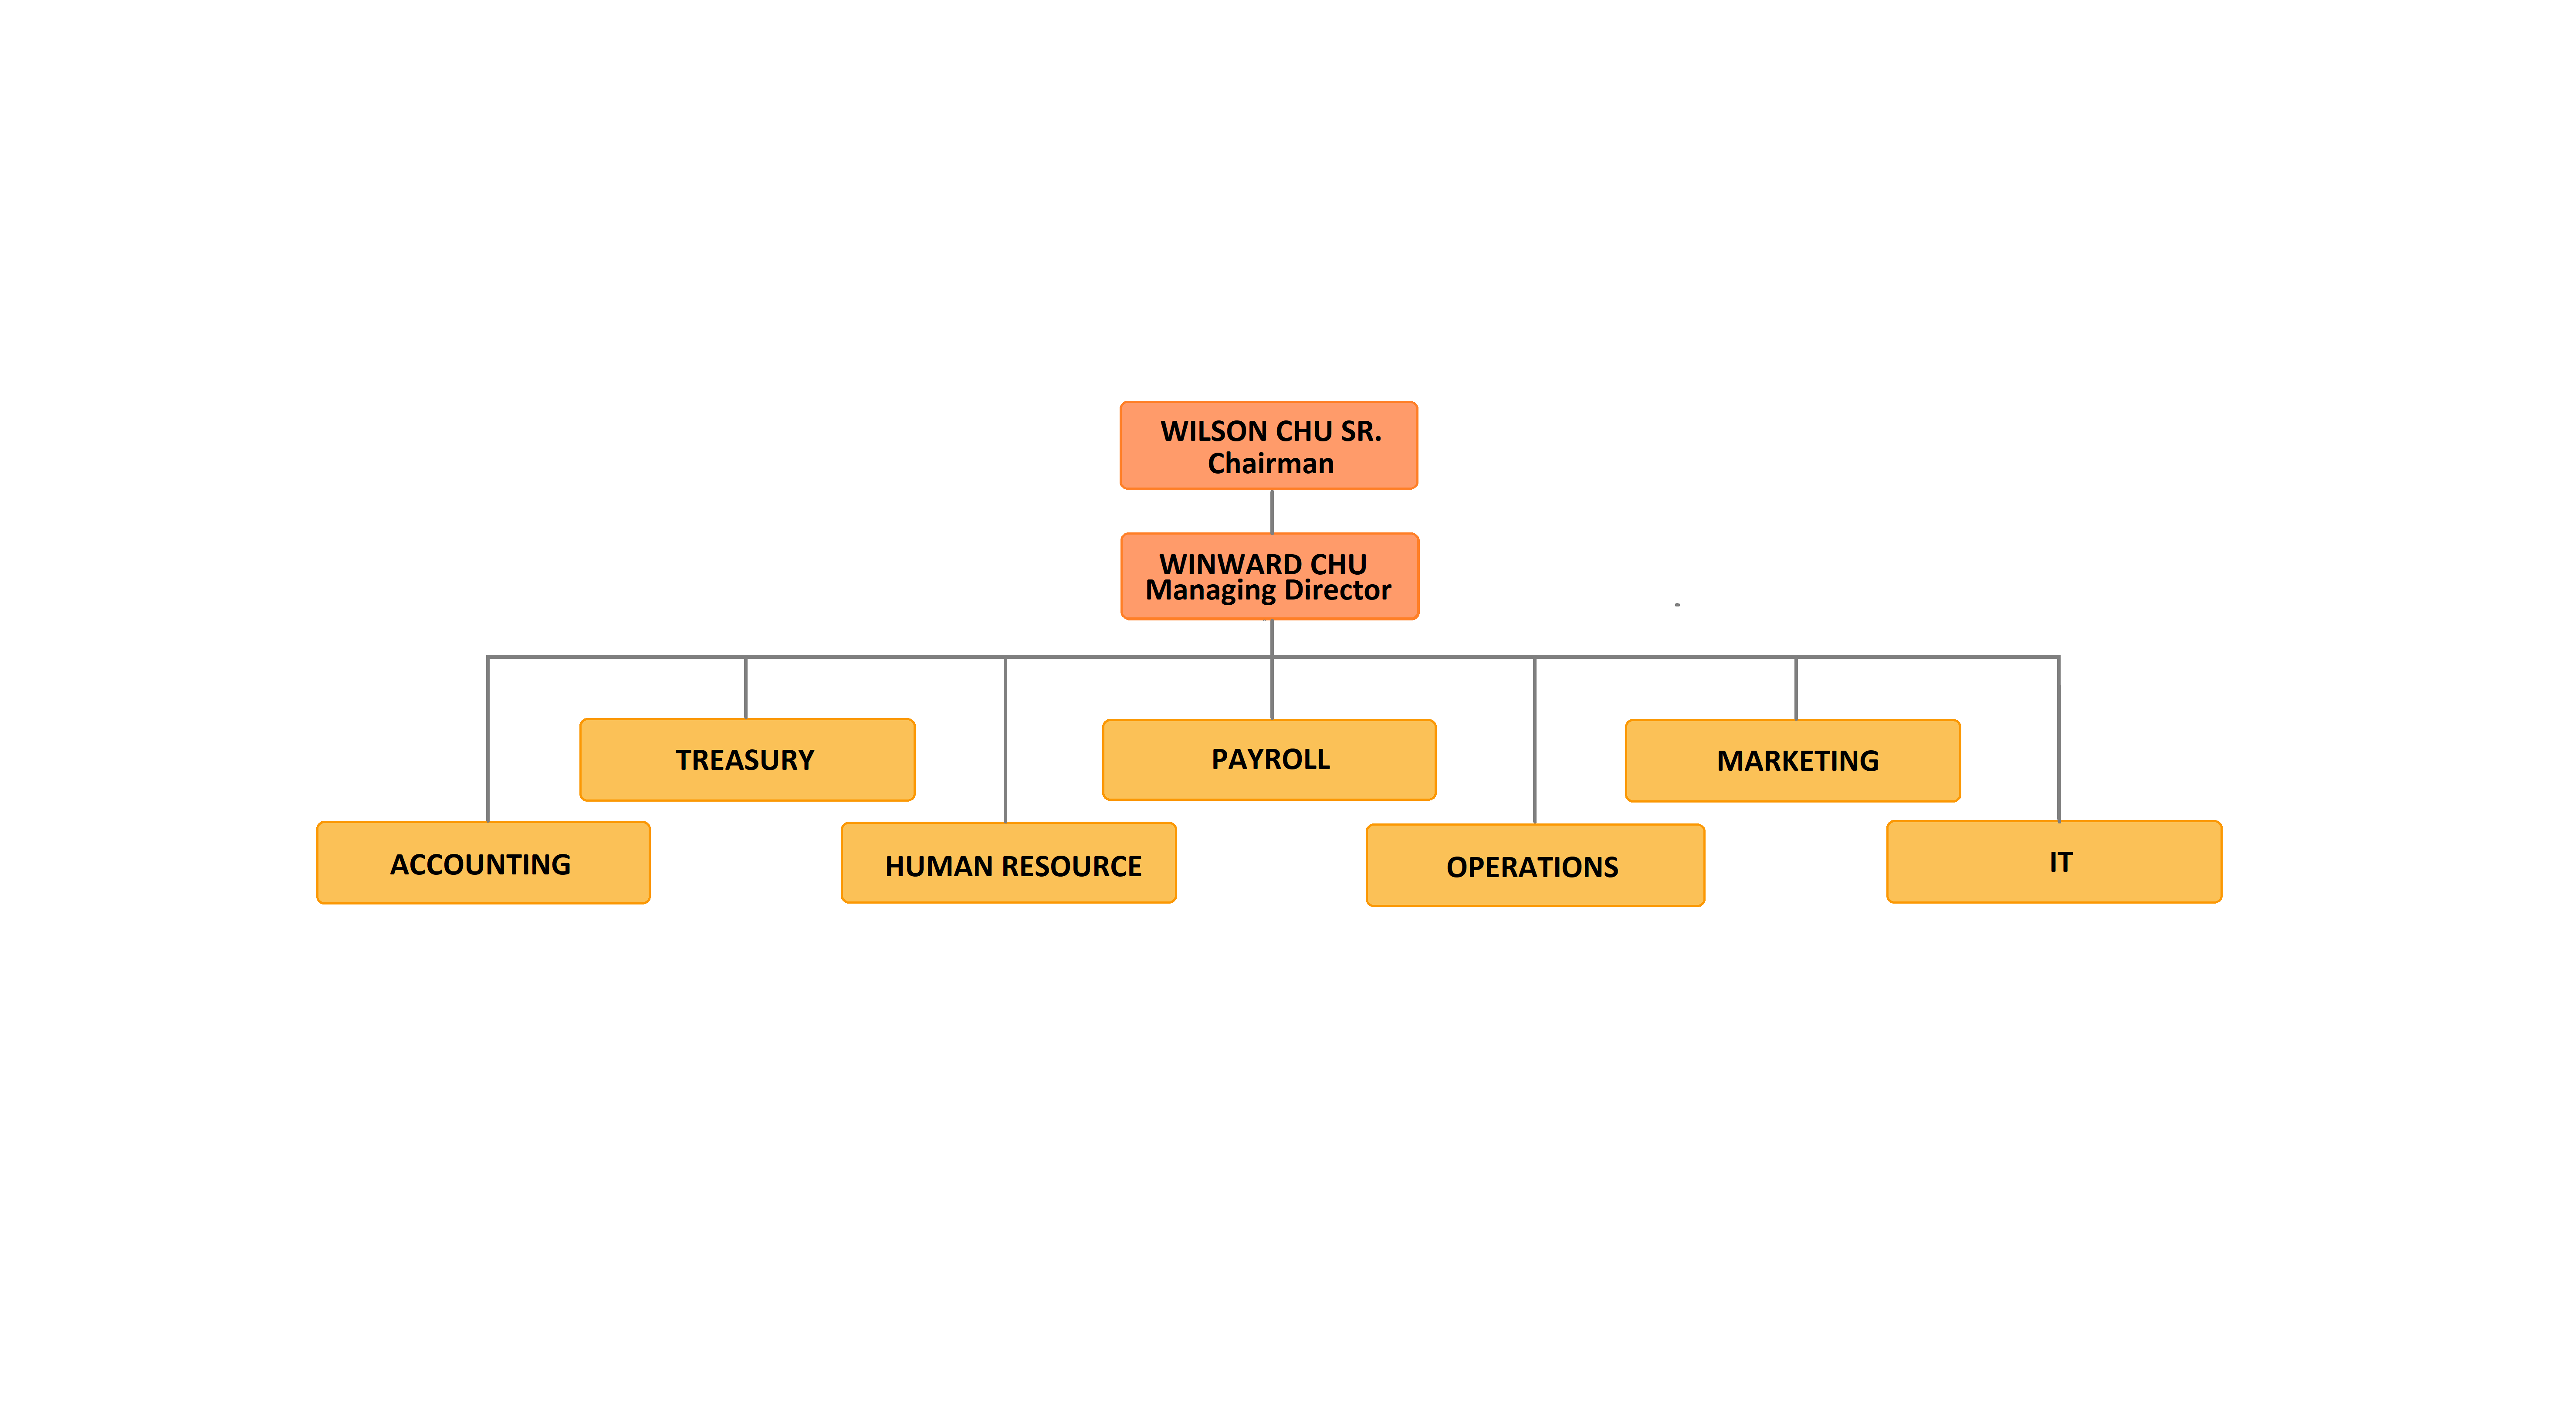 WILSON CHU SR.
Chairman
WINWARD CHU
Managing Director
TREASURY
PAYROLL
MARKETING
ACCOUNTING
HUMAN RESOURCE
OPERATIONS
IT